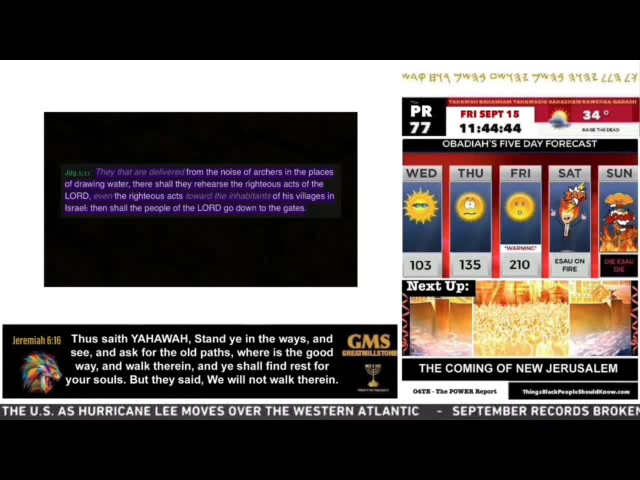 YAHAWAH BAHASHAM YAHAWASHI BAHASHAM RAWCHAA QADASH
PR
77
FRI SEPT 15
11:44:44
34°
RAISE THE DEAD
OBADIAH'S FIVE DAY FORECAST
WED THU FRI SAT SUN
*WARNING*
103 135 210 ESAU ON FIRE DIE ESAU DIE
Jdg 5:11 They that are delivered from the noise of archers in the places
of drawing water, there shall they rehearse the righteous acts of the
LORD, even the righteous acts toward the inhabitants of his villages in
Israel: then shall the people of the LORD go down to the gates.
Next Up:
THE COMING OF NEW JERUSALEM
O4TE - The POWER Report
ThingsBlackPeopleShouldKnow.com
Jeremiah 6:16
Thus saith YAHAWAH, Stand ye in the ways, and
see, and ask for the old paths, where is the good
way, and walk therein, and ye shall find rest for
your souls. But they said, We will not walk therein.
GMS
GREATMILLSTONE
THE U.S. AS HURRICANE LEE MOVES OVER THE WESTERN ATLANTIC - SEPTEMBER RECORDS BROKEN